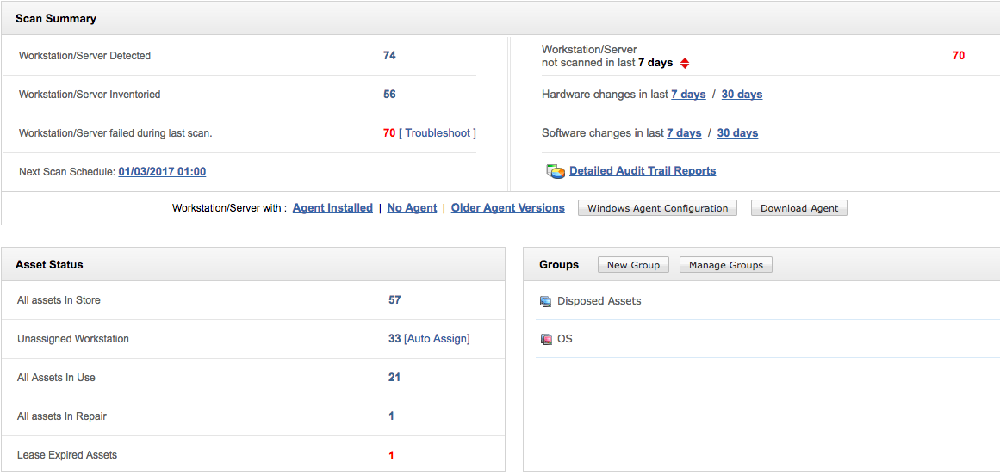 Scan Summary
Workstation/Server Detected 74
Workstation/Server Inventoried 56
Workstation/Server failed during last scan. 70 [ Troubleshoot ]
Next Scan Schedule: 01/03/2017 01:00
Workstation/Server
not scanned in last 7 days 70
Hardware changes in last 7 days / 30 days
Software changes in last 7 days / 30 days
Detailed Audit Trail Reports
Workstation/Server with : Agent Installed | No Agent | Older Agent Versions Windows Agent Configuration Download Agent
Asset Status
All assets In Store 57
Unassigned Workstation 33 [Auto Assign]
All Assets In Use 21
All assets In Repair 1
Lease Expired Assets 1
Groups New Group Manage Groups
Disposed Assets
OS